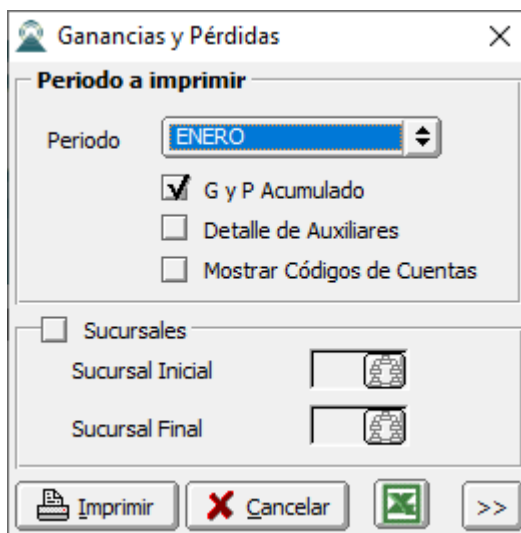 Ganancias y Pérdidas
Periodo a imprimir
Periodo
ENERO
G y P Acumulado
Detalle de Auxiliares
Mostrar Códigos de Cuentas
Sucursales
Sucursal Inicial
Sucursal Final
Imprimir
Cancelar
>>